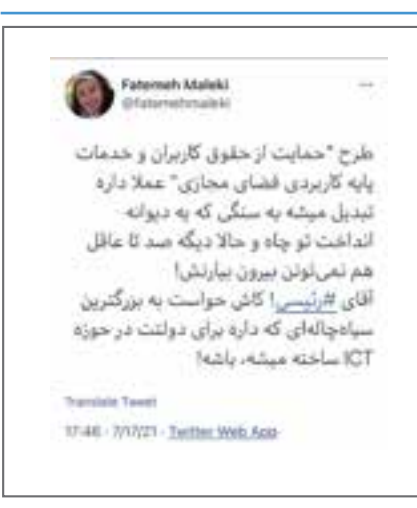 Fatemeh Maleki
@fatemehmaleki
طرح "حمایت از حقوق کاربران و خدمات
پایه کاربردی فضای مجازی" عملا داره
تبدیل میشه به سنگی که یه دیوانه
انداخت تو چاه و حالا دیگه صد تا عاقل
هم نمی‌تونن بیرون بیارنش!
آقای #رئیسی! کاش حواست به بزرگترین
سیاه‌چاله‌ای که داره برای دولتت در حوزه
ICT ساخته میشه، باشه!
Translate Tweet
17:46 · 7/17/21 · Twitter Web App